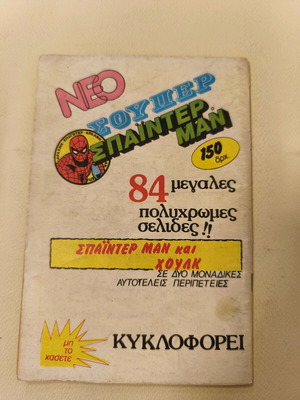 ΝΕΟ
ΣΟΥΠΕΡ
ΣΠΑΪΝΤΕΡ
ΜΑΝ
150
δρχ.
84 μεγαλες
πολυχρωμες
σελιδες!!
ΣΠΑΪΝΤΕΡ ΜΑΝ και
ΧΟΥΛΚ
ΣΕ ΔΥΟ ΜΟΝΑΔΙΚΕΣ
ΑΥΤΟΤΕΛΕΙΣ ΠΕΡΙΠΕΤΕΙΕΣ
μη
το
χασετε
ΚΥΚΛΟΦΟΡΕΙ